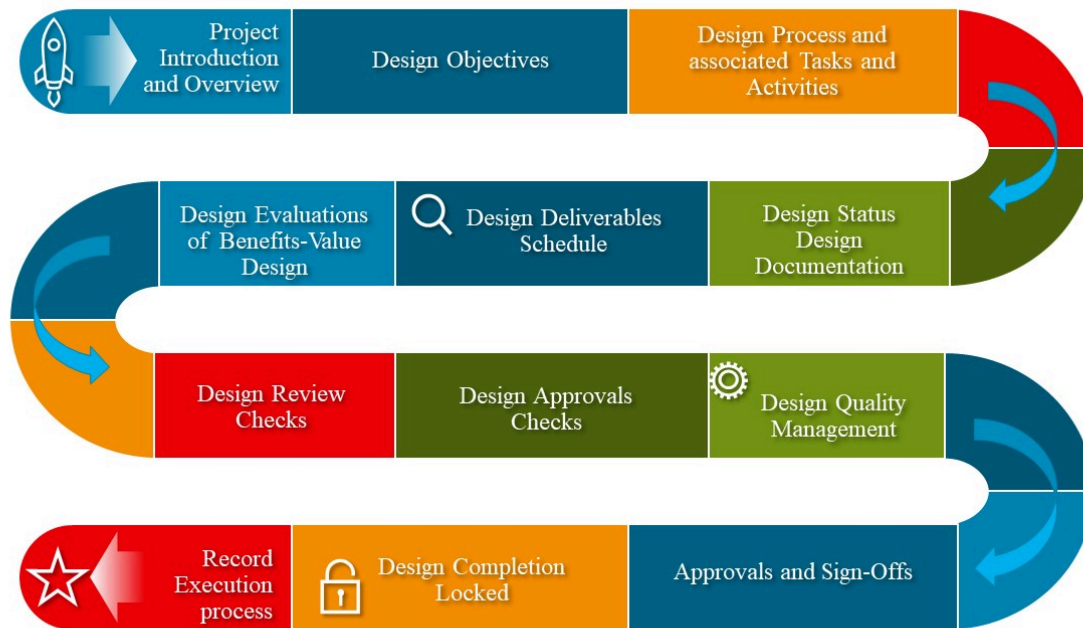 Project
Introduction
and Overview
Design Objectives
Design Process and
associated Tasks and
Activities
Design Status
Design
Documentation
Design Deliverables
Schedule
Design Evaluations
of Benefits-Value
Design
Design Review
Checks
Design Approvals
Checks
Design Quality
Management
Approvals and Sign-Offs
Design Completion
Locked
Record
Execution
process